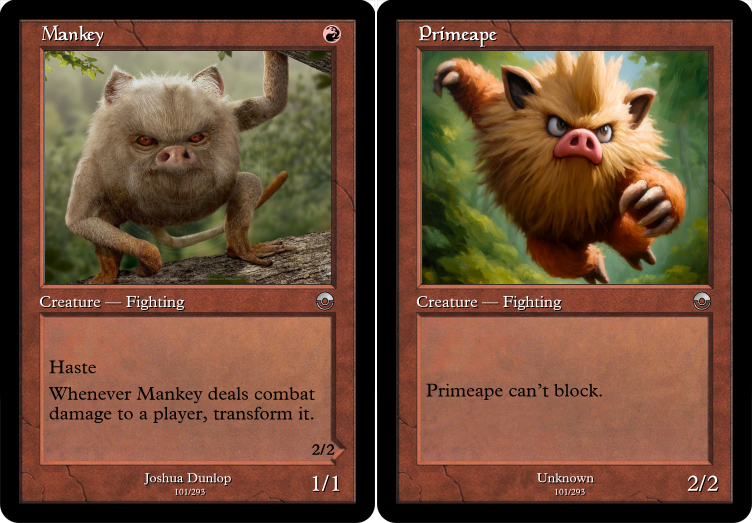 Mankey
Creature — Fighting
Haste
Whenever Mankey deals combat
damage to a player, transform it.
2/2
Joshua Dunlop
101/293
1/1
Primeape
Creature — Fighting
Primeape can't block.
Unknown
101/293
2/2